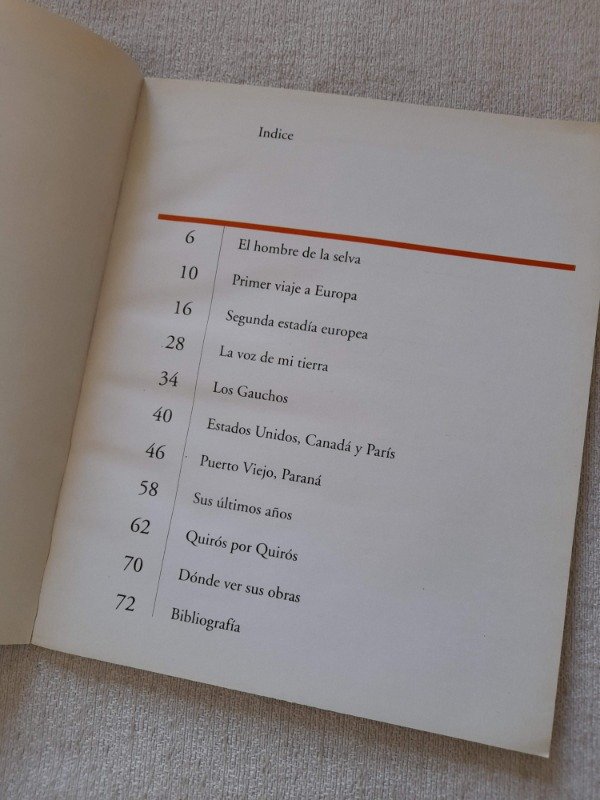 Indice
6 El hombre de la selva
10 Primer viaje a Europa
16 Segunda estadía europea
28 La voz de mi tierra
34 Los Gauchos
40 Estados Unidos, Canadá y París
46 Puerto Viejo, Paraná
58 Sus últimos años
62 Quirós por Quirós
70 Dónde ver sus obras
72 Bibliografía